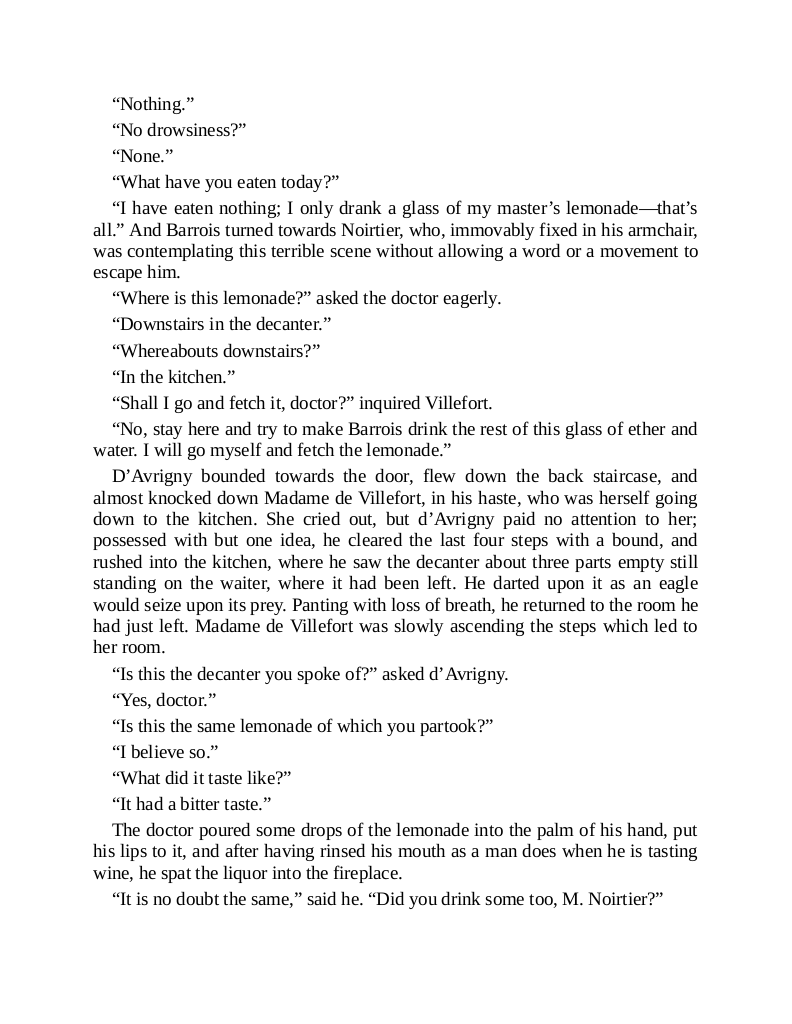 “Nothing.”
“No drowsiness?”
“None.”
“What have you eaten today?”
“I have eaten nothing; I only drank a glass of my master’s lemonade—that’s
all.” And Barrois turned towards Noirtier, who, immovably fixed in his armchair,
was contemplating this terrible scene without allowing a word or a movement to
escape him.
“Where is this lemonade?” asked the doctor eagerly.
“Downstairs in the decanter.”
“Whereabouts downstairs?”
“In the kitchen.”
“Shall I go and fetch it, doctor?” inquired Villefort.
“No, stay here and try to make Barrois drink the rest of this glass of ether and
water. I will go myself and fetch the lemonade.”
D’Avrigny bounded towards the door, flew down the back staircase, and
almost knocked down Madame de Villefort, in his haste, who was herself going
down to the kitchen. She cried out, but d’Avrigny paid no attention to her;
possessed with but one idea, he cleared the last four steps with a bound, and
rushed into the kitchen, where he saw the decanter about three parts empty still
standing on the waiter, where it had been left. He darted upon it as an eagle
would seize upon its prey. Panting with loss of breath, he returned to the room he
had just left. Madame de Villefort was slowly ascending the steps which led to
her room.
“Is this the decanter you spoke of?” asked d’Avrigny.
“Yes, doctor.”
“Is this the same lemonade of which you partook?”
“I believe so.”
“What did it taste like?”
“It had a bitter taste.”
The doctor poured some drops of the lemonade into the palm of his hand, put
his lips to it, and after having rinsed his mouth as a man does when he is tasting
wine, he spat the liquor into the fireplace.
“It is no doubt the same,” said he. “Did you drink some too, M. Noirtier?”